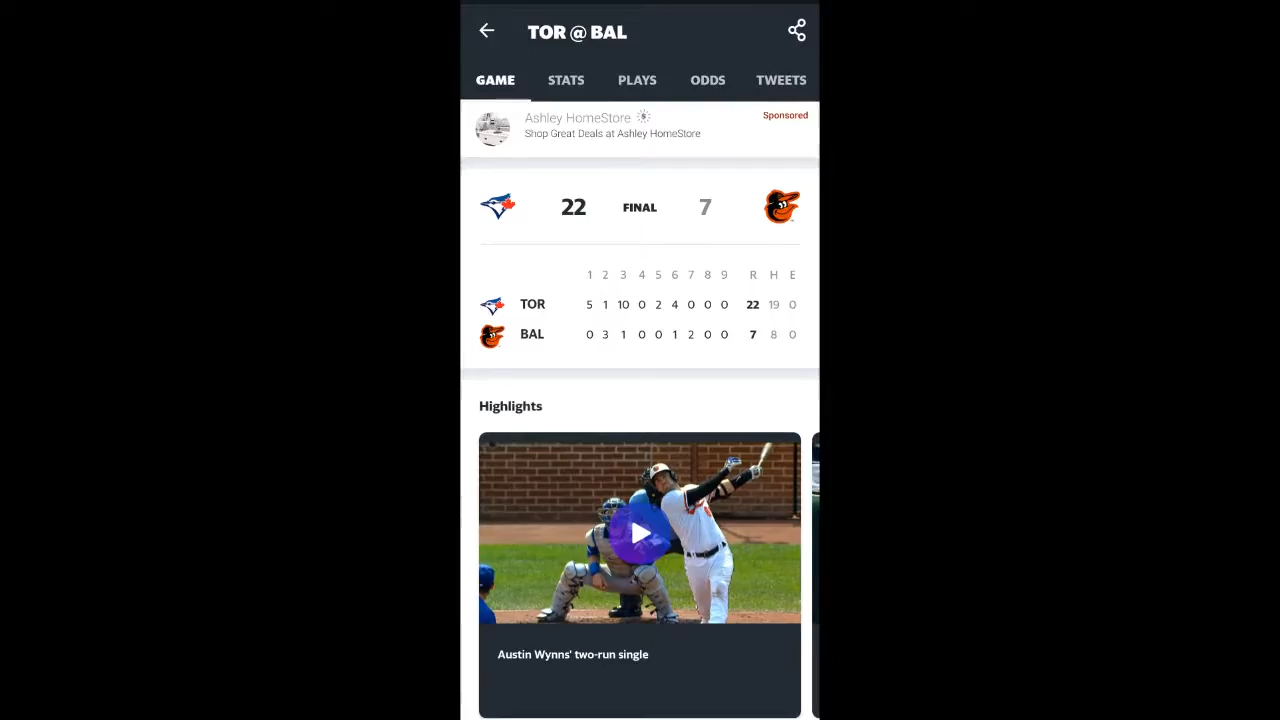 TOR @ BAL
GAME STATS PLAYS ODDS TWEETS
Ashley HomeStore
Sponsored
Shop Great Deals at Ashley HomeStore
22 FINAL 7
1 2 3 4 5 6 7 8 9 R H E
TOR 5 1 10 0 2 4 0 0 0 22 19 0
BAL 0 3 1 0 0 1 2 0 0 7 8 0
Highlights
Austin Wynns' two-run single